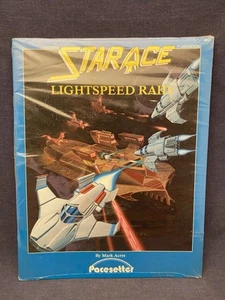 STAR ACE
LIGHTSPEED RAID
By Mark Acres
Pacesetter